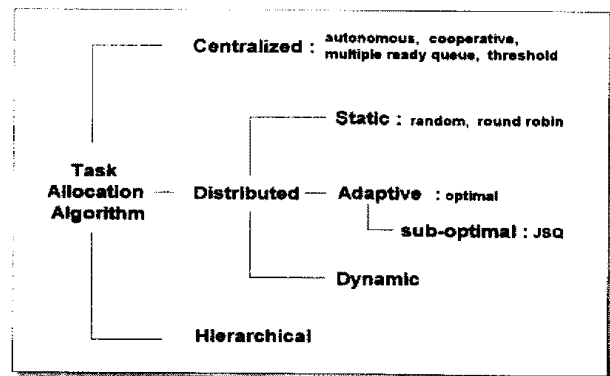 Centralized : autonomous, cooperative,
multiple ready queue, threshold
Static : random, round robin
Task
Allocation
Algorithm
Distributed
Adaptive : optimal
sub-optimal : JSQ
Dynamic
Hierarchical